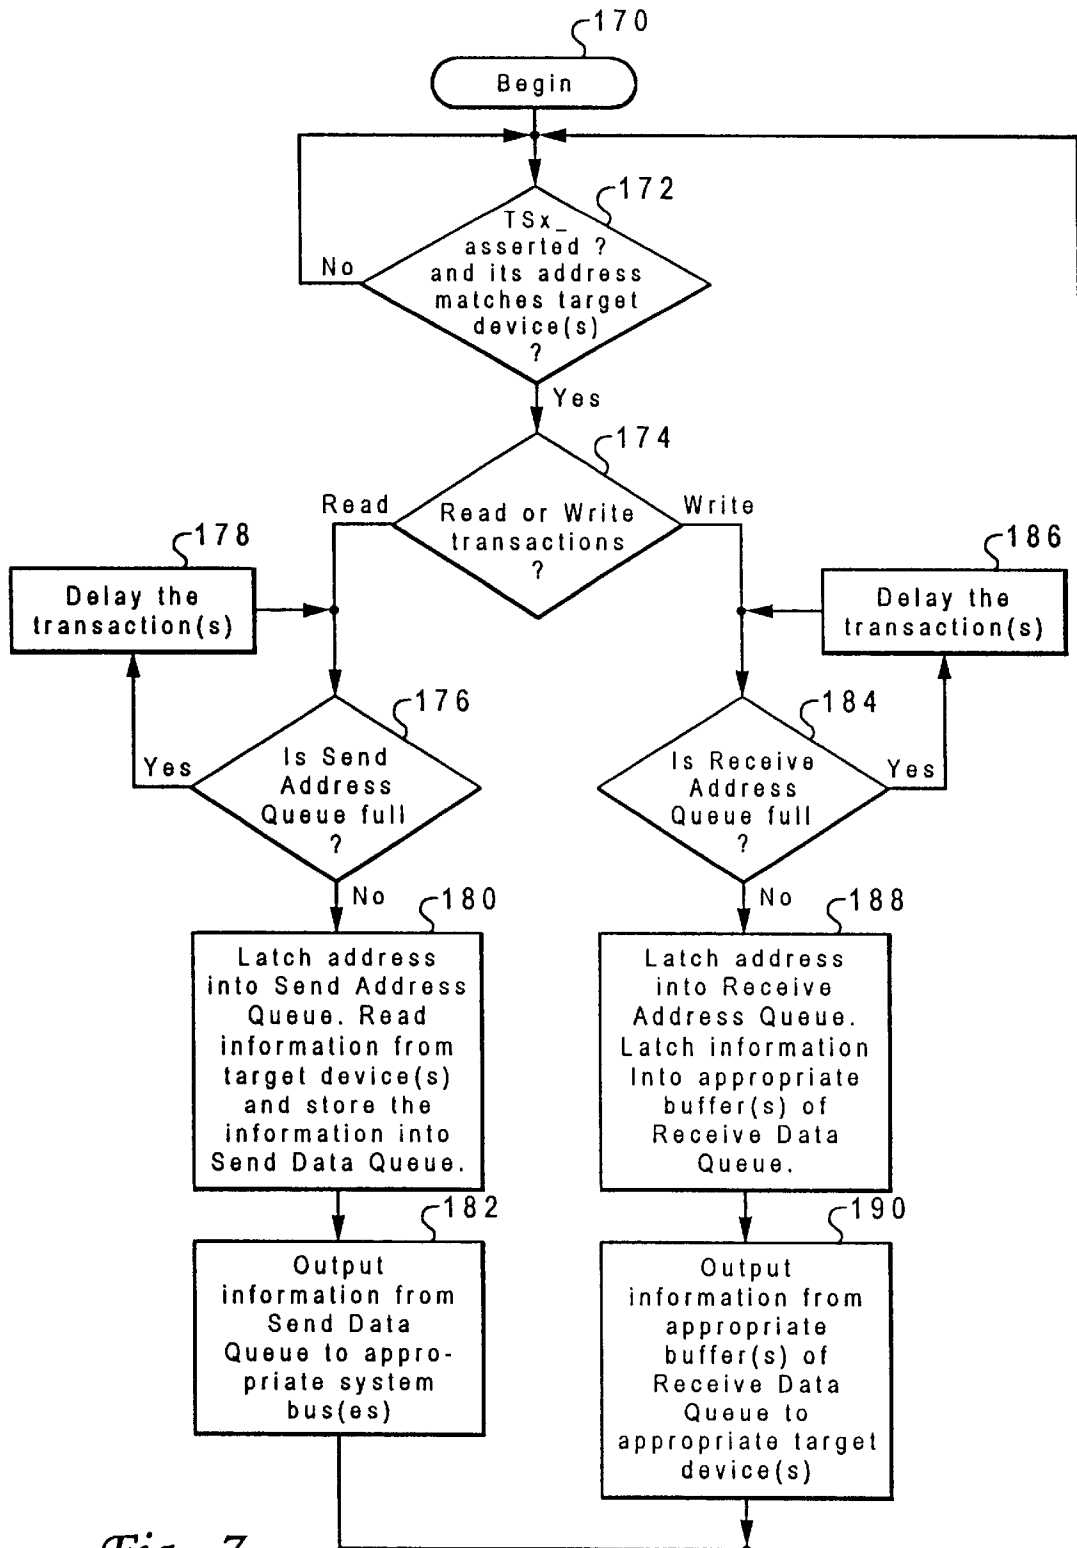 170
Begin
172
TSx_
asserted ?
and its address
matches target
device(s)
?
No
Yes
174
Read
Write
Read or Write
transactions
?
178
Delay the
transaction(s)
186
Delay the
transaction(s)
176
Is Send
Address
Queue full
?
Yes
No
184
Is Receive
Address
Queue full
?
Yes
No
180
Latch address
into Send Address
Queue. Read
information from
target device(s)
and store the
information into
Send Data Queue.
188
Latch address
into Receive
Address Queue.
Latch information
Into appropriate
buffer(s) of
Receive Data
Queue.
182
Output
information from
Send Data
Queue to appro-
priate system
bus(es)
190
Output
information from
appropriate
buffer(s) of
Receive Data
Queue to
appropriate target
device(s)
Fig. 7